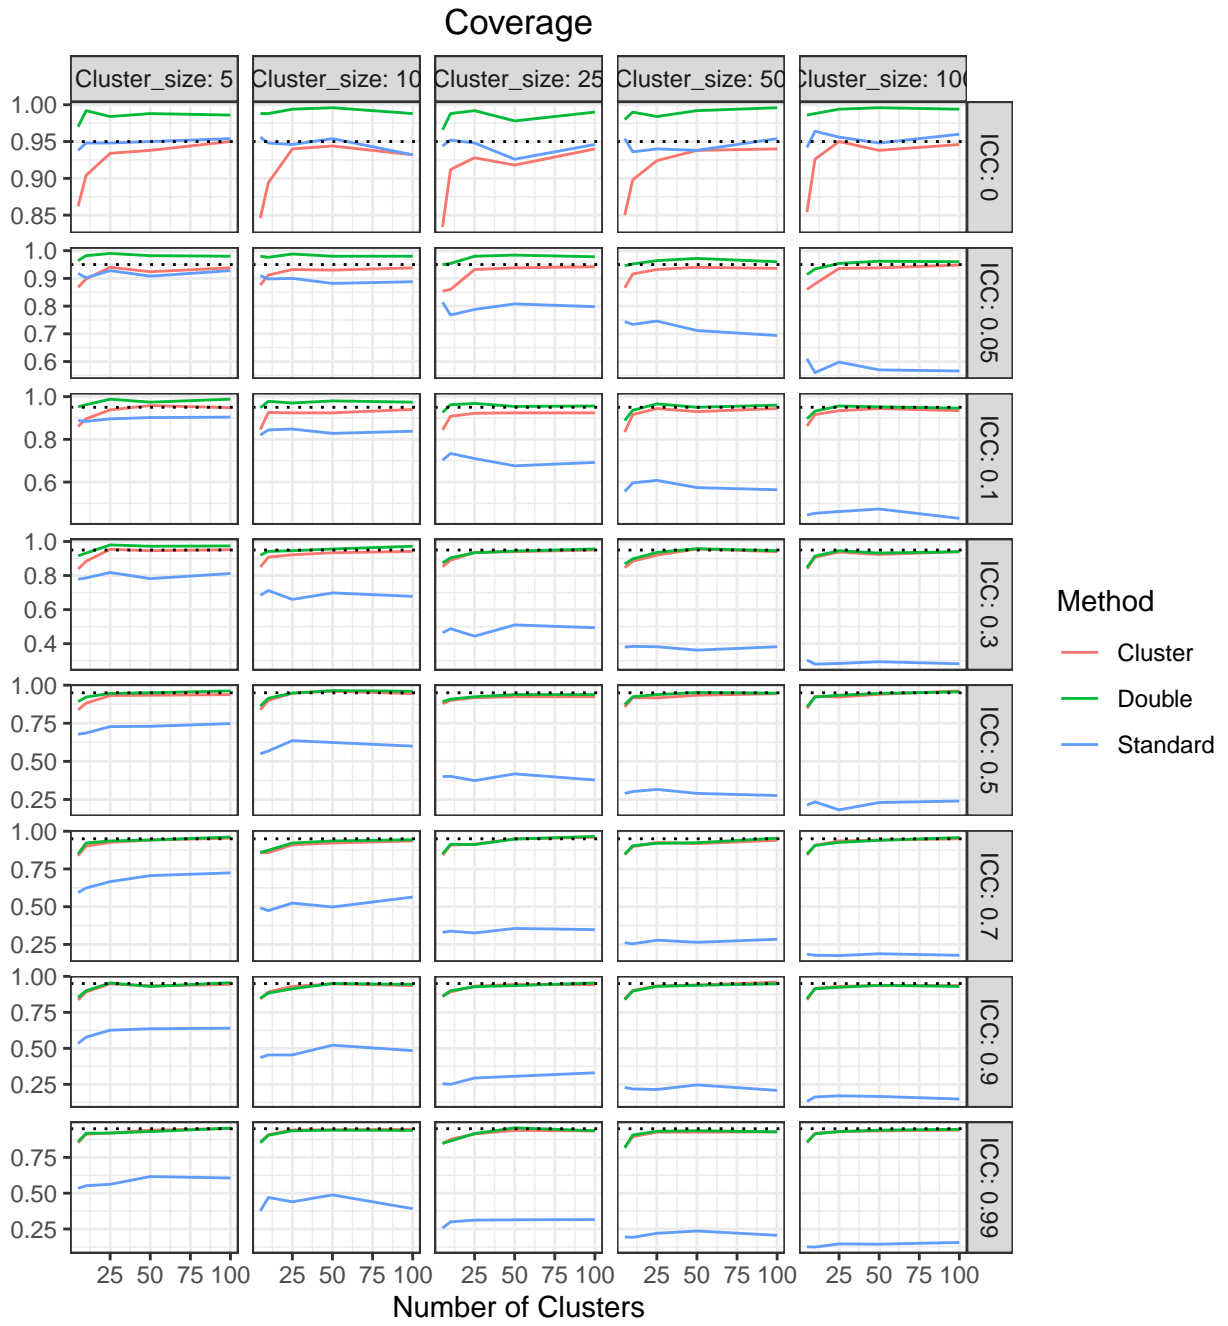 Coverage
Cluster_size: 5
Cluster_size: 10
Cluster_size: 25
Cluster_size: 50
Cluster_size: 100
1.00
0.95
0.90
0.85
ICC: 0
1.0
0.9
0.8
0.7
0.6
ICC: 0.05
1.0
0.8
0.6
ICC: 0.1
1.0
0.8
0.6
0.4
ICC: 0.3
1.00
0.75
0.50
0.25
ICC: 0.5
1.00
0.75
0.50
0.25
ICC: 0.7
1.00
0.75
0.50
0.25
ICC: 0.9
0.75
0.50
0.25
ICC: 0.99
25 50 75 100 25 50 75 100 25 50 75 100 25 50 75 100 25 50 75 100
Number of Clusters
Method
Cluster
Double
Standard